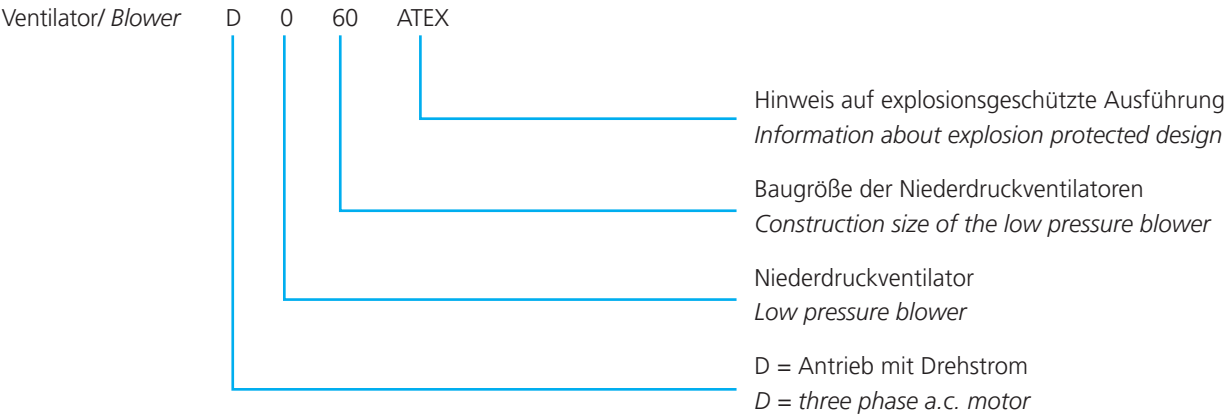 Ventilator/ Blower D 0 60 ATEX
Hinweis auf explosionsgeschützte Ausführung
Information about explosion protected design
Baugröße der Niederdruckventilatoren
Construction size of the low pressure blower
Niederdruckventilator
Low pressure blower
D = Antrieb mit Drehstrom
D = three phase a.c. motor